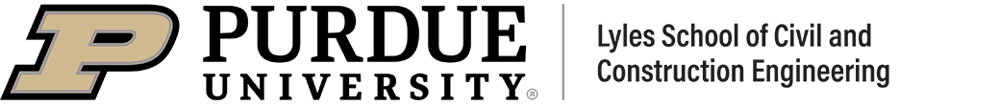 P
PURDUE
UNIVERSITY®
Lyles School of Civil and
Construction Engineering